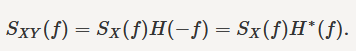 S_{XY}(f) = S_X(f)H(−f) = S_X(f)H*(f).